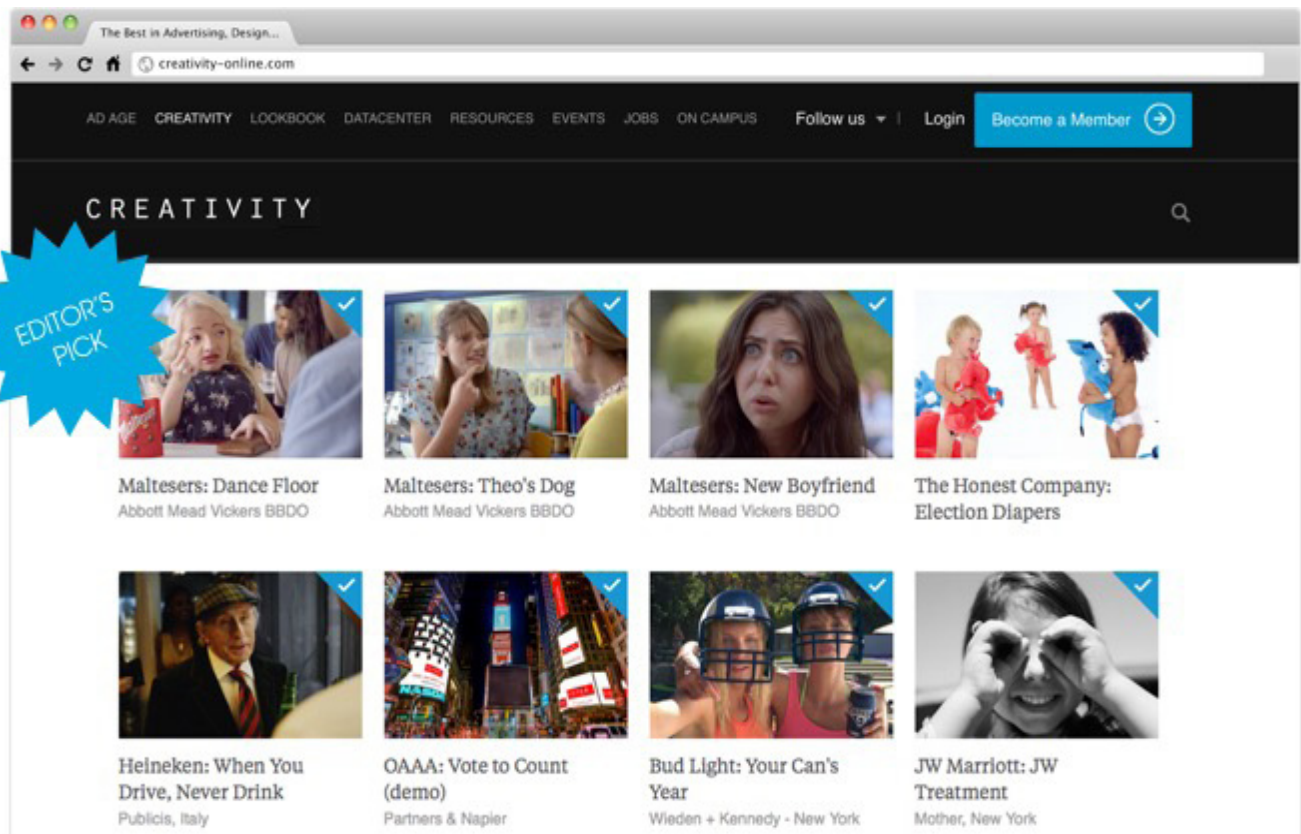 The Best in Advertising, Design...
creativity-online.com
AD AGE CREATIVITY LOOKBOOK DATACENTER RESOURCES EVENTS JOBS ON CAMPUS Follow us Login Become a Member
CREATIVITY
EDITOR'S
PICK
Maltesers: Dance Floor
Abbott Mead Vickers BBDO
Maltesers: Theo's Dog
Abbott Mead Vickers BBDO
Maltesers: New Boyfriend
Abbott Mead Vickers BBDO
The Honest Company:
Election Diapers
NASD
Heineken: When You
Drive, Never Drink
Publicis, Italy
OAAA: Vote to Count
(demo)
Partners & Napier
Bud Light: Your Can's
Year
Wieden + Kennedy - New York
JW Marriott: JW
Treatment
Mother, New York